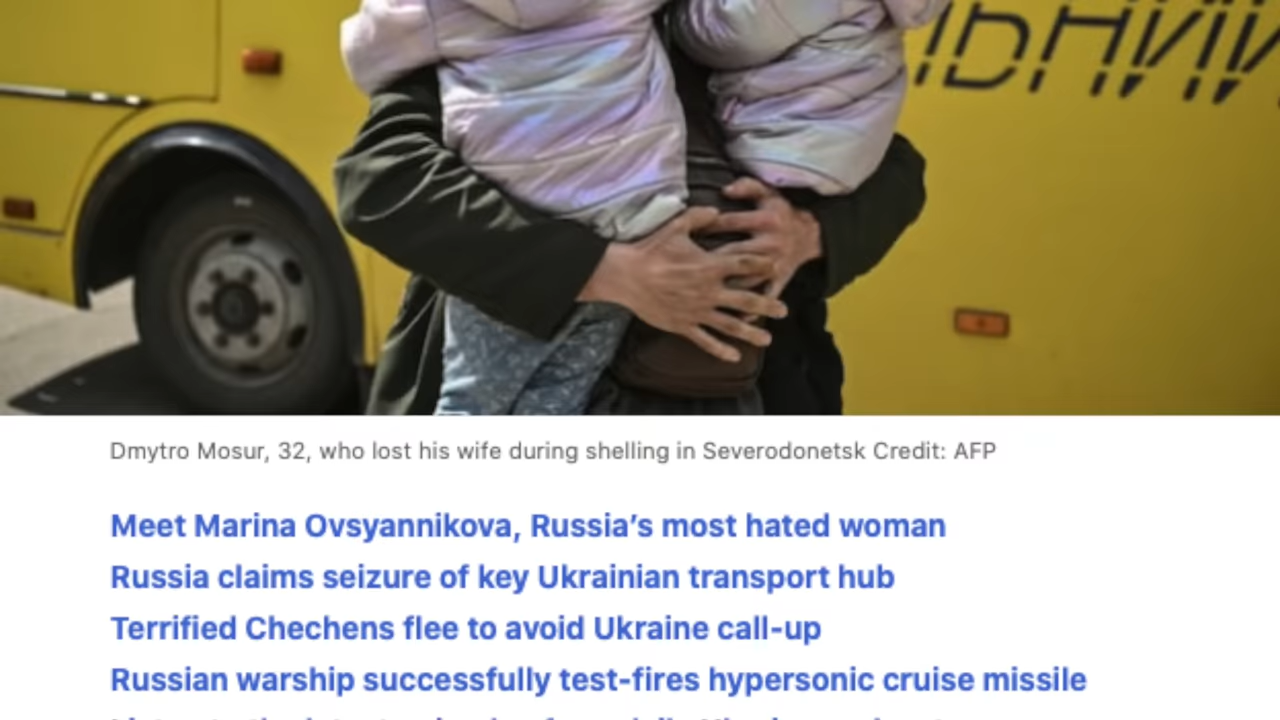 ЛЬНИЙ
Dmytro Mosur, 32, who lost his wife during shelling in Severodonetsk Credit: AFP
Meet Marina Ovsyannikova, Russia’s most hated woman
Russia claims seizure of key Ukrainian transport hub
Terrified Chechens flee to avoid Ukraine call-up
Russian warship successfully test-fires hypersonic cruise missile